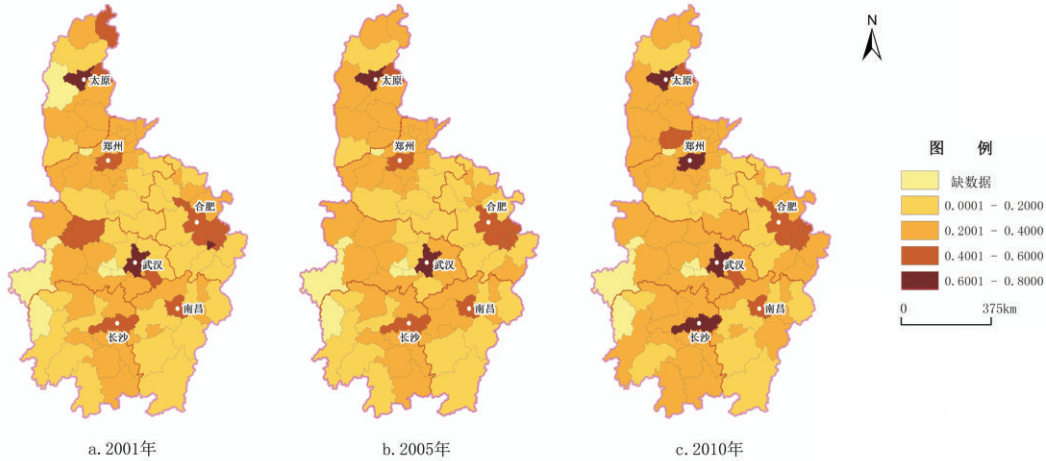 太原
郑州
合肥
武汉
南昌
长沙
a. 2001年
太原
郑州
合肥
武汉
南昌
长沙
b. 2005年
太原
郑州
合肥
武汉
南昌
长沙
c. 2010年
N
图 例
缺数据
0.0001 - 0.2000
0.2001 - 0.4000
0.4001 - 0.6000
0.6001 - 0.8000
0 375km